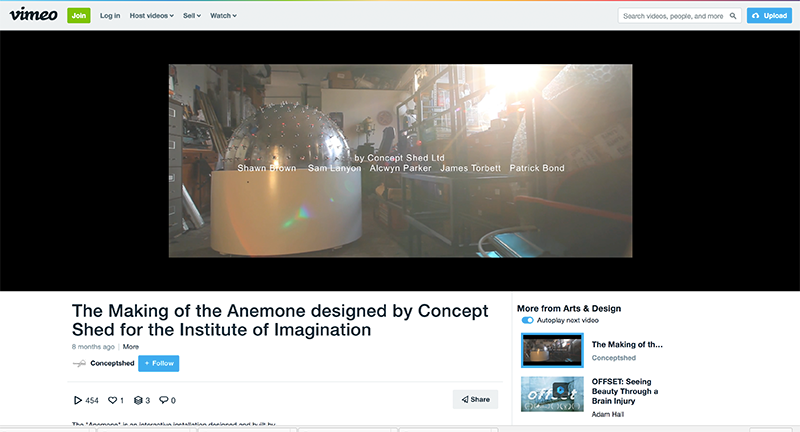 vimeo
Join Log in Host videos Sell Watch Search videos, people, and more Upload
by Concept Shed Ltd
Shawn Brown Sam Lanyon Alcwyn Parker James Torbett Patrick Bond
The Making of the Anemone designed by Concept
Shed for the Institute of Imagination
8 months ago More
Conceptshed + Follow
454 1 3 0 Share
The "Anemone" is an interactive installation designed and built by
More from Arts & Design
Autoplay next video
The Making of th...
Conceptshed
offset
OFFSET: Seeing
Beauty Through a
Brain Injury
Adam Hall